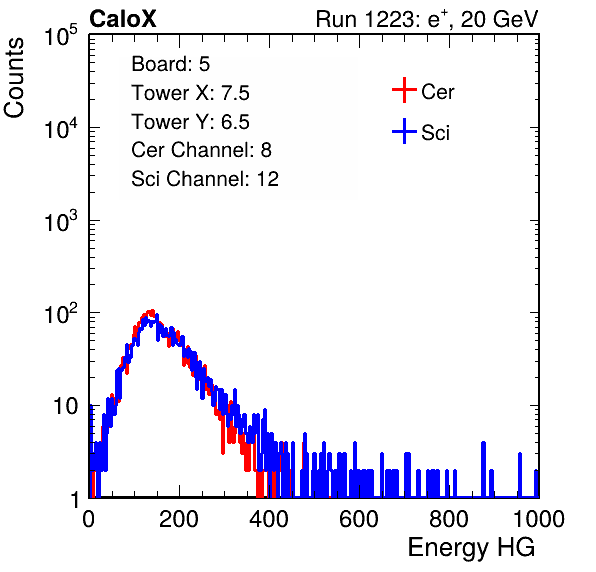 CaloX Run 1223: e⁺, 20 GeV
Counts
Board: 5
Tower X: 7.5
Tower Y: 6.5
Cer Channel: 8
Sci Channel: 12
Cer
Sci
10⁵
10⁴
10³
10²
10
1
0 200 400 600 800 1000
Energy HG